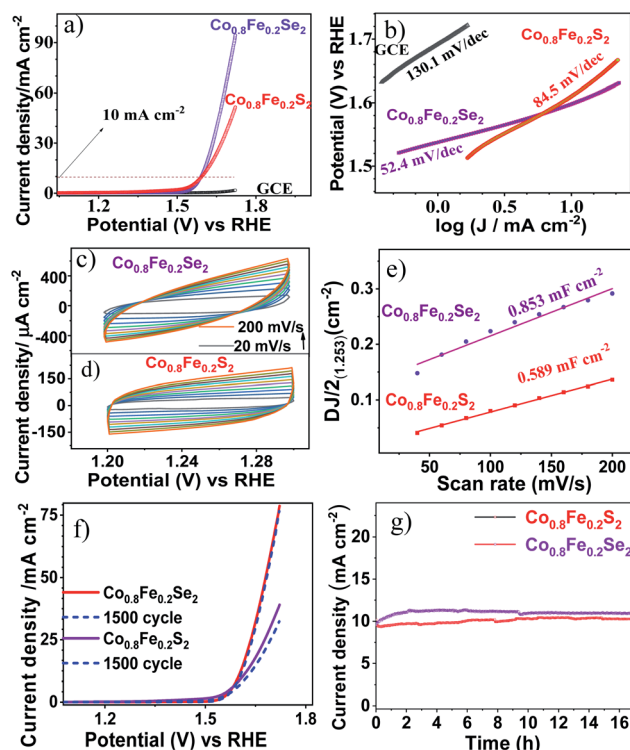 a)
Co0.8Fe0.2Se2
Co0.8Fe0.2S2
10 mA cm-2
GCE
90
60
30
0
1.2
1.5
1.8
Current density/mA cm-2
Potential (V) vs RHE
b)
GCE
130.1 mV/dec
Co0.8Fe0.2S2
84.5 mV/dec
Co0.8Fe0.2Se2
52.4 mV/dec
1.7
1.6
1.5
0.0
0.5
1.0
Potential (V) vs RHE
log (J / mA cm-2)
c)
Co0.8Fe0.2Se2
200 mV/s
20 mV/s
400
0
-400
d)
Co0.8Fe0.2S2
150
0
-150
1.20
1.24
1.28
Current density/ μA cm-2
Potential (V) vs RHE
e)
Co0.8Fe0.2Se2
0.853 mF cm-2
0.589 mF cm-2
Co0.8Fe0.2S2
0.3
0.2
0.1
0.0
50
100
150
200
DJ/2(1.253)(cm-2)
Scan rate (mV/s)
f)
Co0.8Fe0.2Se2
1500 cycle
Co0.8Fe0.2S2
1500 cycle
75
50
25
0
1.2
1.5
1.8
Current density /mA cm-2
Potential (V) vs RHE
g)
Co0.8Fe0.2S2
Co0.8Fe0.2Se2
20
15
10
5
0
0
2
4
6
8
10
12
14
16
Current density (mA cm-2)
Time (h)